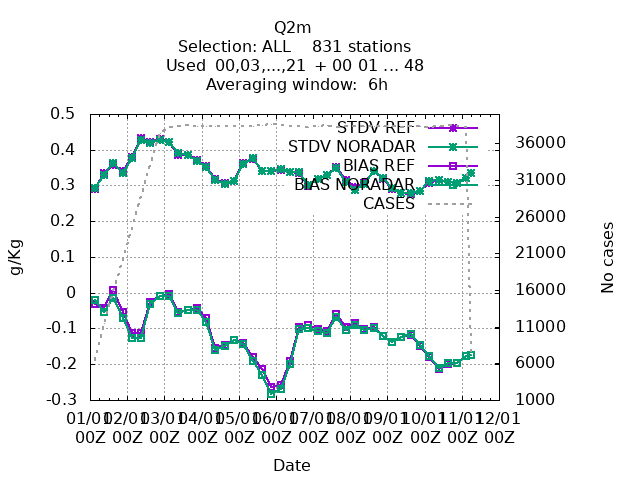 Q2m
Selection: ALL    831 stations
Used  00,03,...,21  + 00 01 ... 48
Averaging window:  6h
g/Kg
0.5
0.4
0.3
0.2
0.1
0
-0.1
-0.2
-0.3
STDV REF
STDV NORADAR
BIAS REF
BIAS NORADAR
CASES
36000
31000
26000
21000
16000
11000
6000
1000
No cases
01/01 02/01 03/01 04/01 05/01 06/01 07/01 08/01 09/01 10/01 11/01 12/01
00Z 00Z 00Z 00Z 00Z 00Z 00Z 00Z 00Z 00Z 00Z 00Z
Date